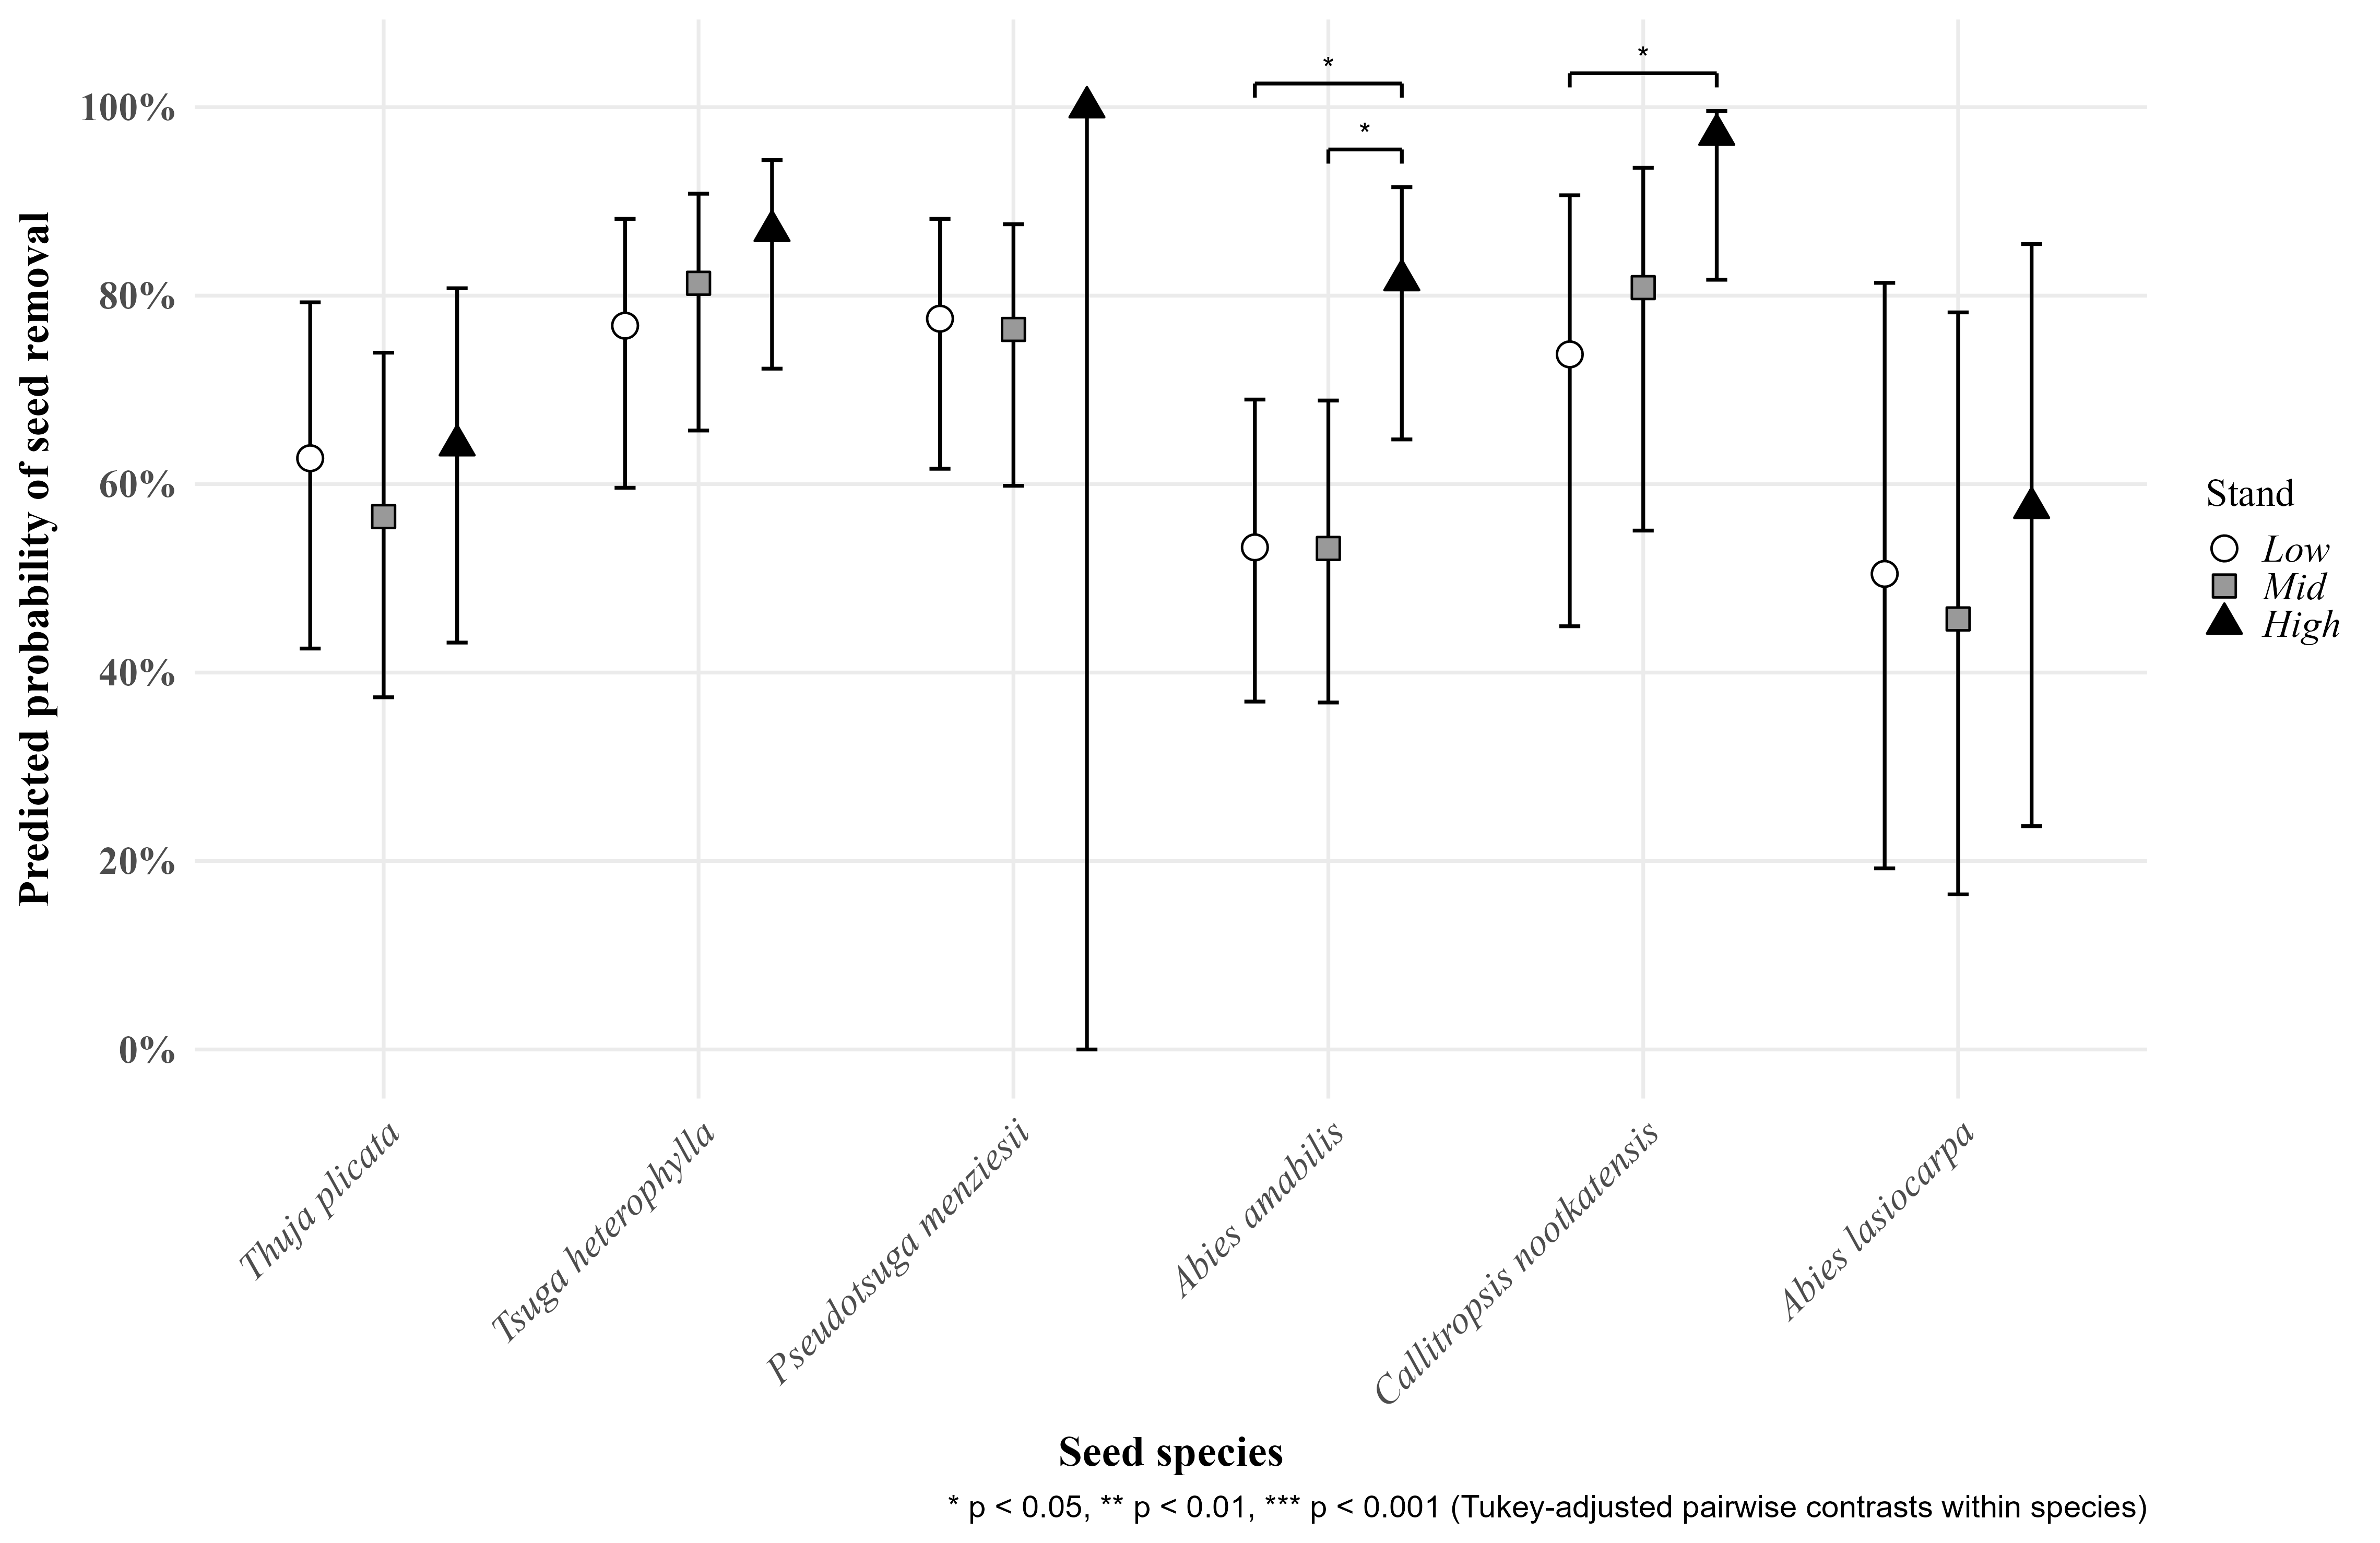 Predicted probability of seed removal
100%
80%
60%
40%
20%
0%
*
*
*
Thuja plicata
Tsuga heterophylla
Pseudotsuga menziesii
Abies amabilis
Callitropsis nootkatensis
Abies lasiocarpa
Seed species
* p < 0.05, ** p < 0.01, *** p < 0.001 (Tukey-adjusted pairwise contrasts within species)
Stand
Low
Mid
High